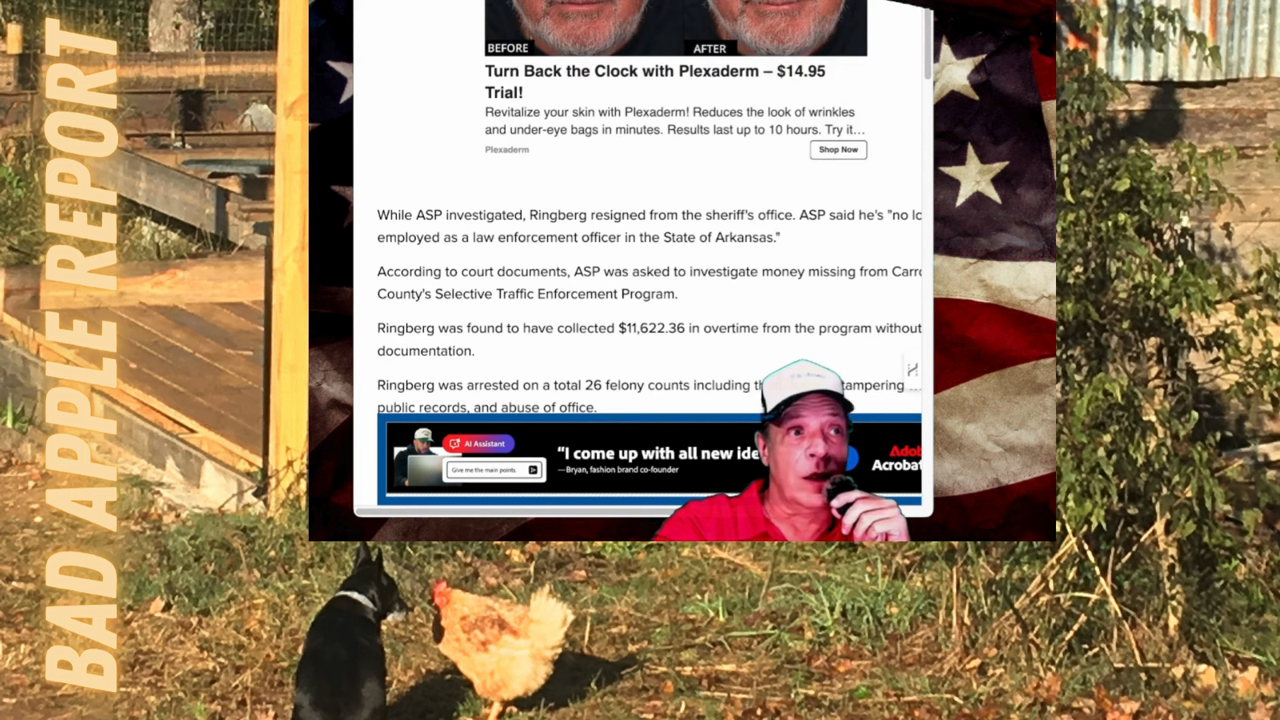 BAD APPLE REPORT
BEFORE
AFTER
Turn Back the Clock with Plexaderm – $14.95
Trial!
Revitalize your skin with Plexaderm! Reduces the look of wrinkles
and under-eye bags in minutes. Results last up to 10 hours. Try it…
Plexaderm
Shop Now
While ASP investigated, Ringberg resigned from the sheriff's office. ASP said he's "no lo
employed as a law enforcement officer in the State of Arkansas."
According to court documents, ASP was asked to investigate money missing from Carro
County's Selective Traffic Enforcement Program.
Ringberg was found to have collected $11,622.36 in overtime from the program without
documentation.
Ringberg was arrested on a total 26 felony counts including th tampering
public records, and abuse of office.
AI Assistant
Give me the main points
"I come up with all new ide
—Bryan, fashion brand co-founder
Adob
Acrobat